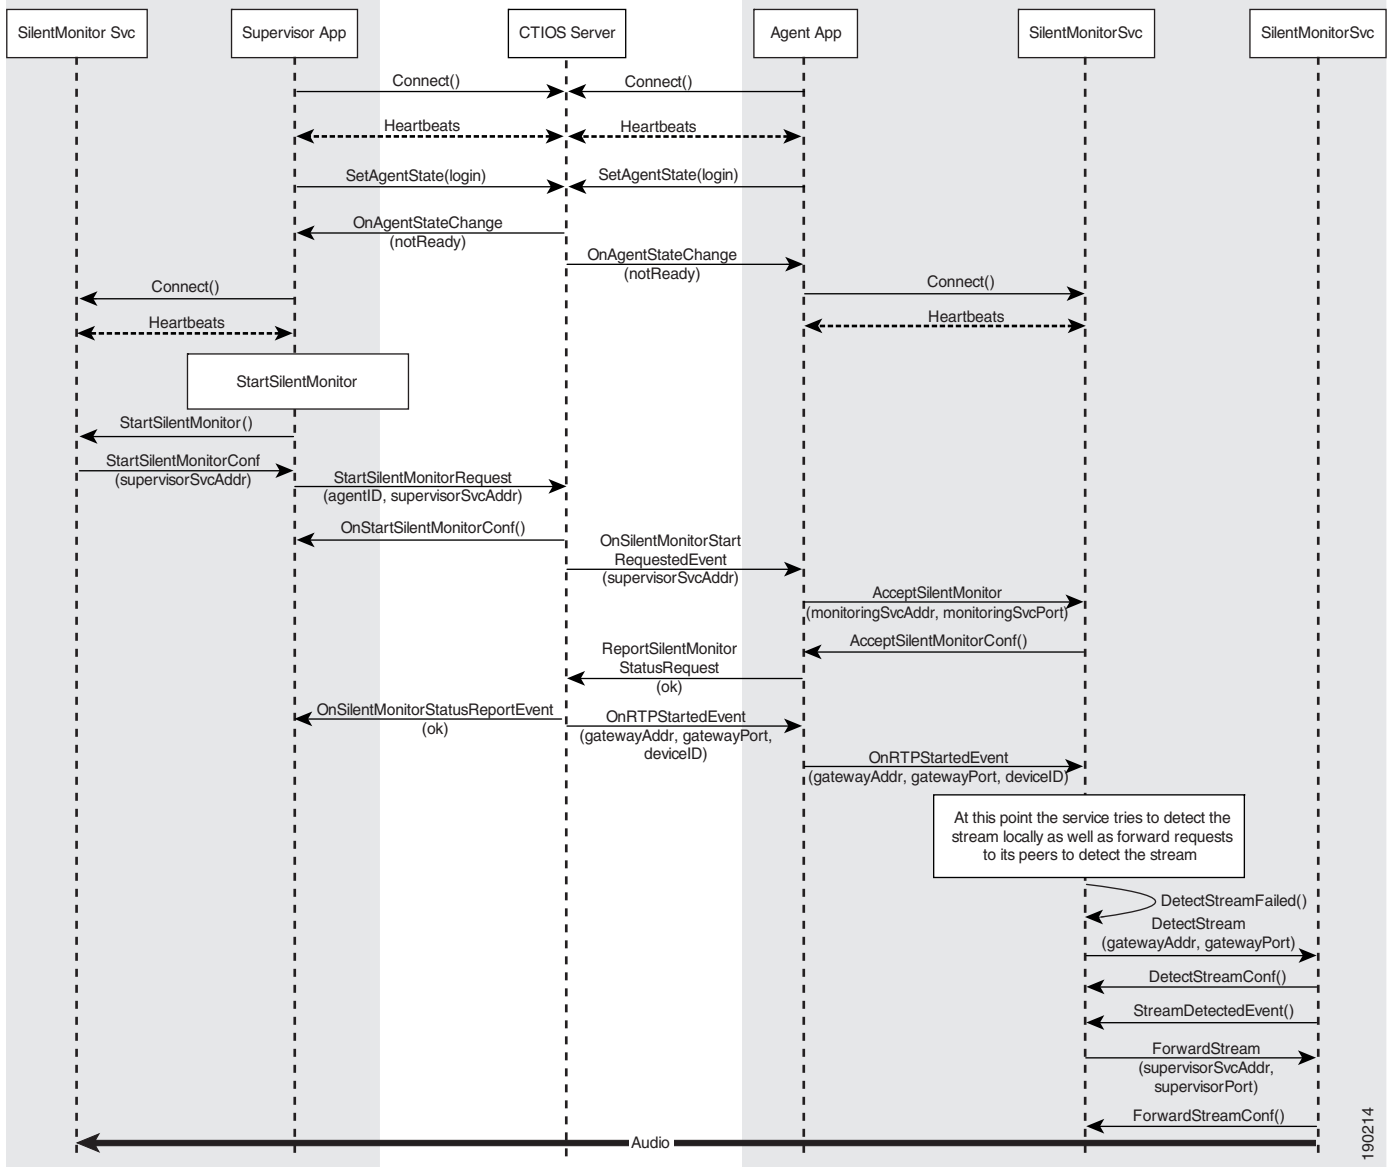 SilentMonitor Svc
Supervisor App
CTIOS Server
Agent App
SilentMonitorSvc
SilentMonitorSvc
Connect()
Connect()
Heartbeats
Heartbeats
SetAgentState(login)
SetAgentState(login)
OnAgentStateChange
(notReady)
OnAgentStateChange
(notReady)
Connect()
Connect()
Heartbeats
Heartbeats
StartSilentMonitor
StartSilentMonitor()
StartSilentMonitorConf
(supervisorSvcAddr)
StartSilentMonitorRequest
(agentID, supervisorSvcAddr)
OnStartSilentMonitorConf()
OnSilentMonitorStart
RequestedEvent
(supervisorSvcAddr)
AcceptSilentMonitor
(monitoringSvcAddr, monitoringSvcPort)
AcceptSilentMonitorConf()
ReportSilentMonitor
StatusRequest
(ok)
OnSilentMonitorStatusReportEvent
(ok)
OnRTPStartedEvent
(gatewayAddr, gatewayPort,
deviceID)
OnRTPStartedEvent
(gatewayAddr, gatewayPort, deviceID)
At this point the service tries to detect the
stream locally as well as forward requests
to its peers to detect the stream
DetectStreamFailed()
DetectStream
(gatewayAddr, gatewayPort)
DetectStreamConf()
StreamDetectedEvent()
ForwardStream
(supervisorSvcAddr,
supervisorPort)
ForwardStreamConf()
Audio
190214